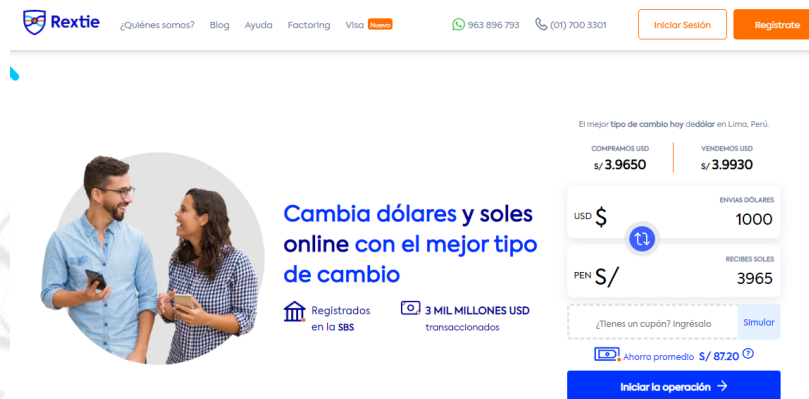 Rextie
¿Quiénes somos? Blog Ayuda Factoring Visa Nuevo
963 896 793 (01) 700 3301
Iniciar Sesión Regístrate
El mejor tipo de cambio hoy dedólar en Lima, Perú.
COMPRAMOS USD VENDEMOS USD
S/ 3.9650 S/ 3.9930
Cambia dólares y soles
online con el mejor tipo
de cambio
Registrados
en la SBS
3 MIL MILLONES USD
transaccionados
ENVIAS DÓLARES
USD $ 1000
RECIBES SOLES
PEN S/ 3965
¿Tienes un cupón? Ingrésalo Simular
Ahorro promedio S/ 87.20 ?
Iniciar la operación →